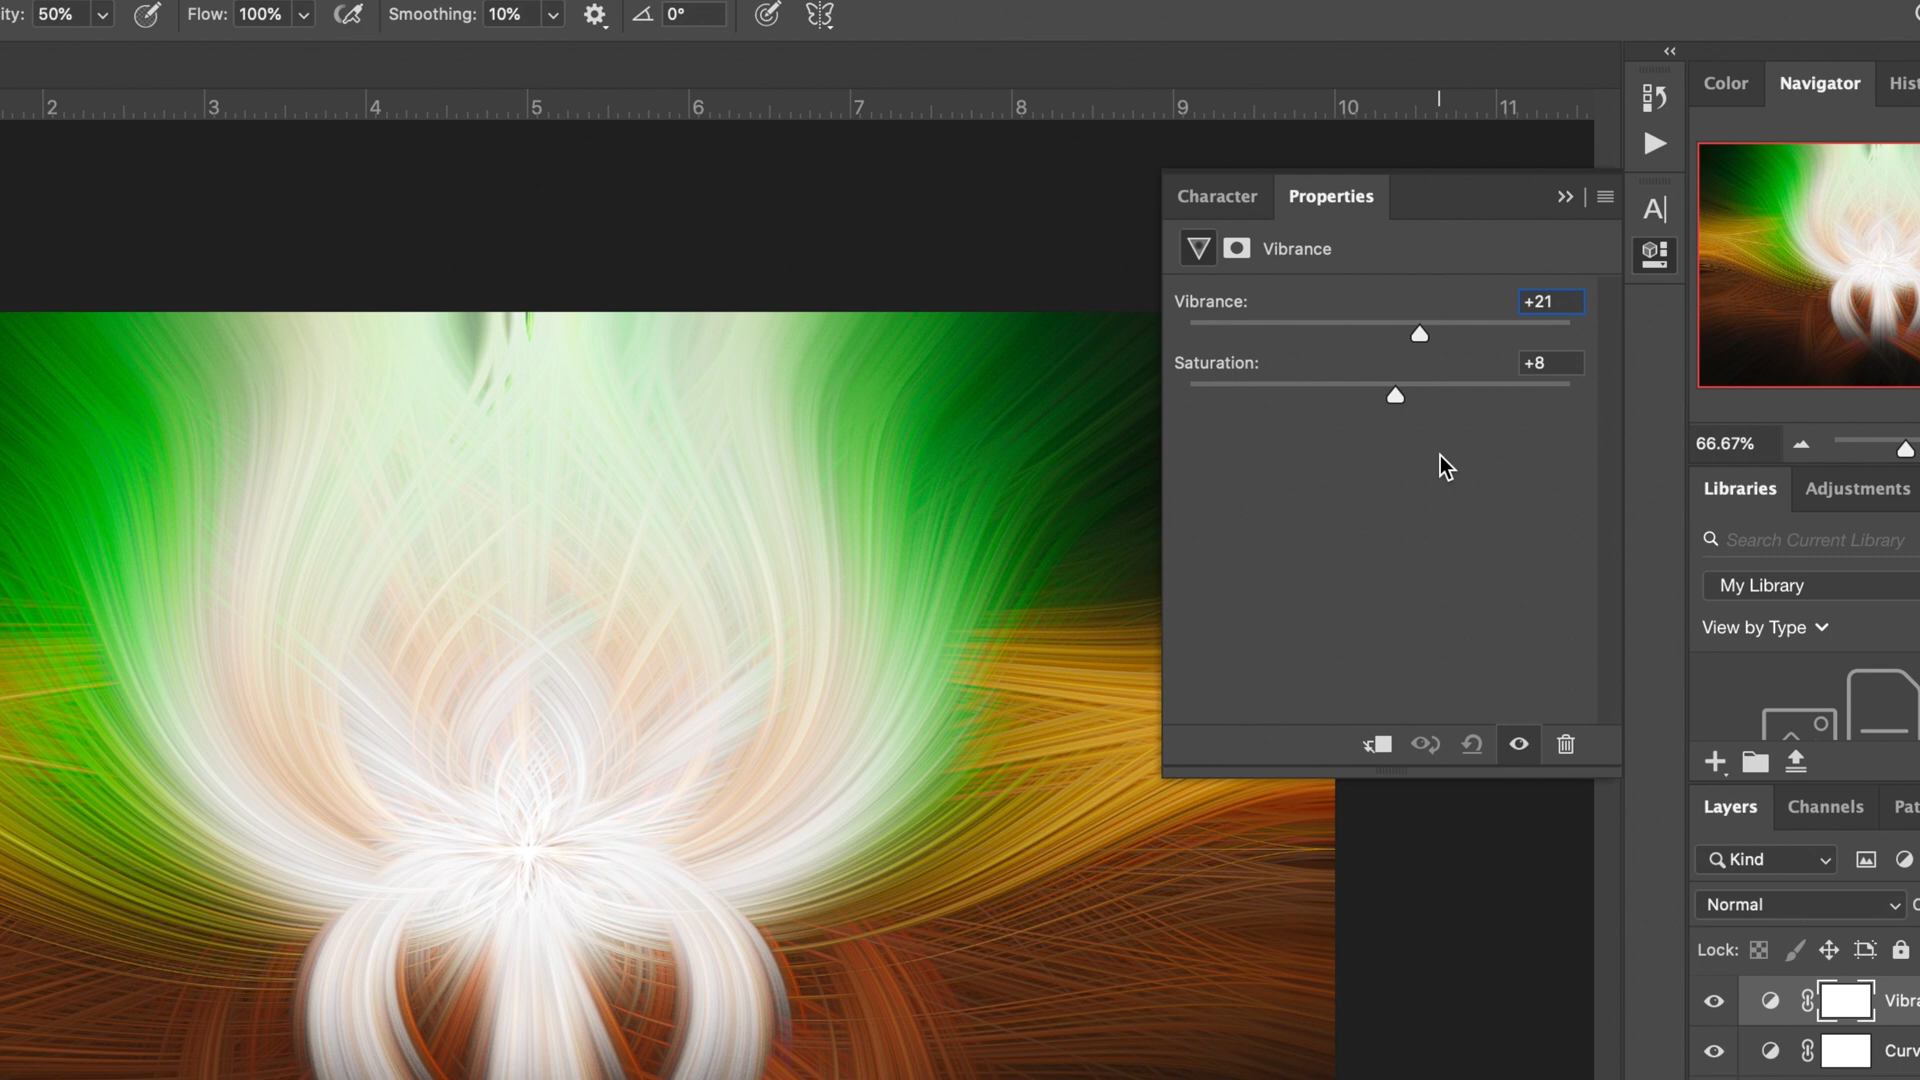 ity: 50% Flow: 100% Smoothing: 10% 0°
2 3 4 5 6 7 8 9 10 11
Color Navigator Hist
Character Properties
A|
Vibrance
Vibrance: +21
Saturation: +8
66.67%
Libraries Adjustments
Search Current Library
My Library
View by Type
Layers Channels Pat
Kind
Normal
Lock:
Vibra
Curv